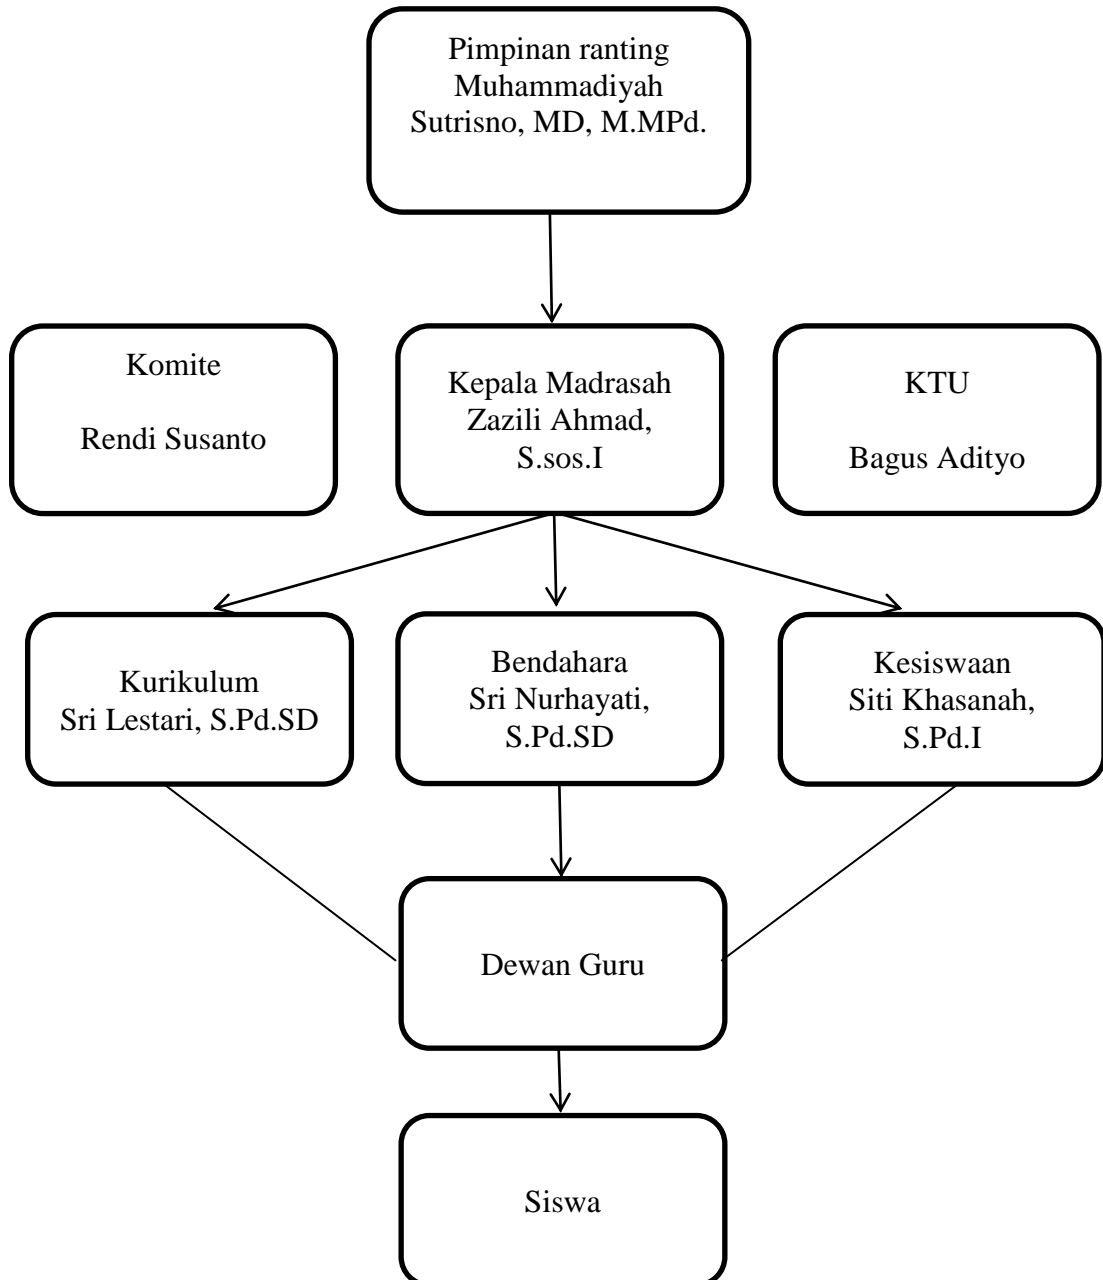 Pimpinan ranting
Muhammadiyah
Sutrisno, MD, M.MPd.
Komite
Rendi Susanto
Kepala Madrasah
Zazili Ahmad,
S.sos.I
KTU
Bagus Adityo
Kurikulum
Sri Lestari, S.Pd.SD
Bendahara
Sri Nurhayati,
S.Pd.SD
Kesiswaan
Siti Khasanah,
S.Pd.I
Dewan Guru
Siswa